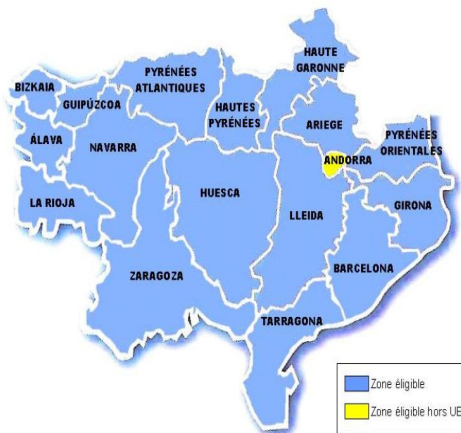 HAUTE
GARONNE
PYRÉNÉES
ATLANTIQUES
BIZKAIA
GUIPÚZCOA
HAUTES
PYRÉNÉES
ARIEGE
PYRÉNÉES
ORIENTALES
ÁLAVA
NAVARRA
ANDORRA
LA RIOJA
HUESCA
LLEIDA
GIRONA
ZARAGOZA
BARCELONA
TARRAGONA
Zone éligible
Zone éligible hors UE